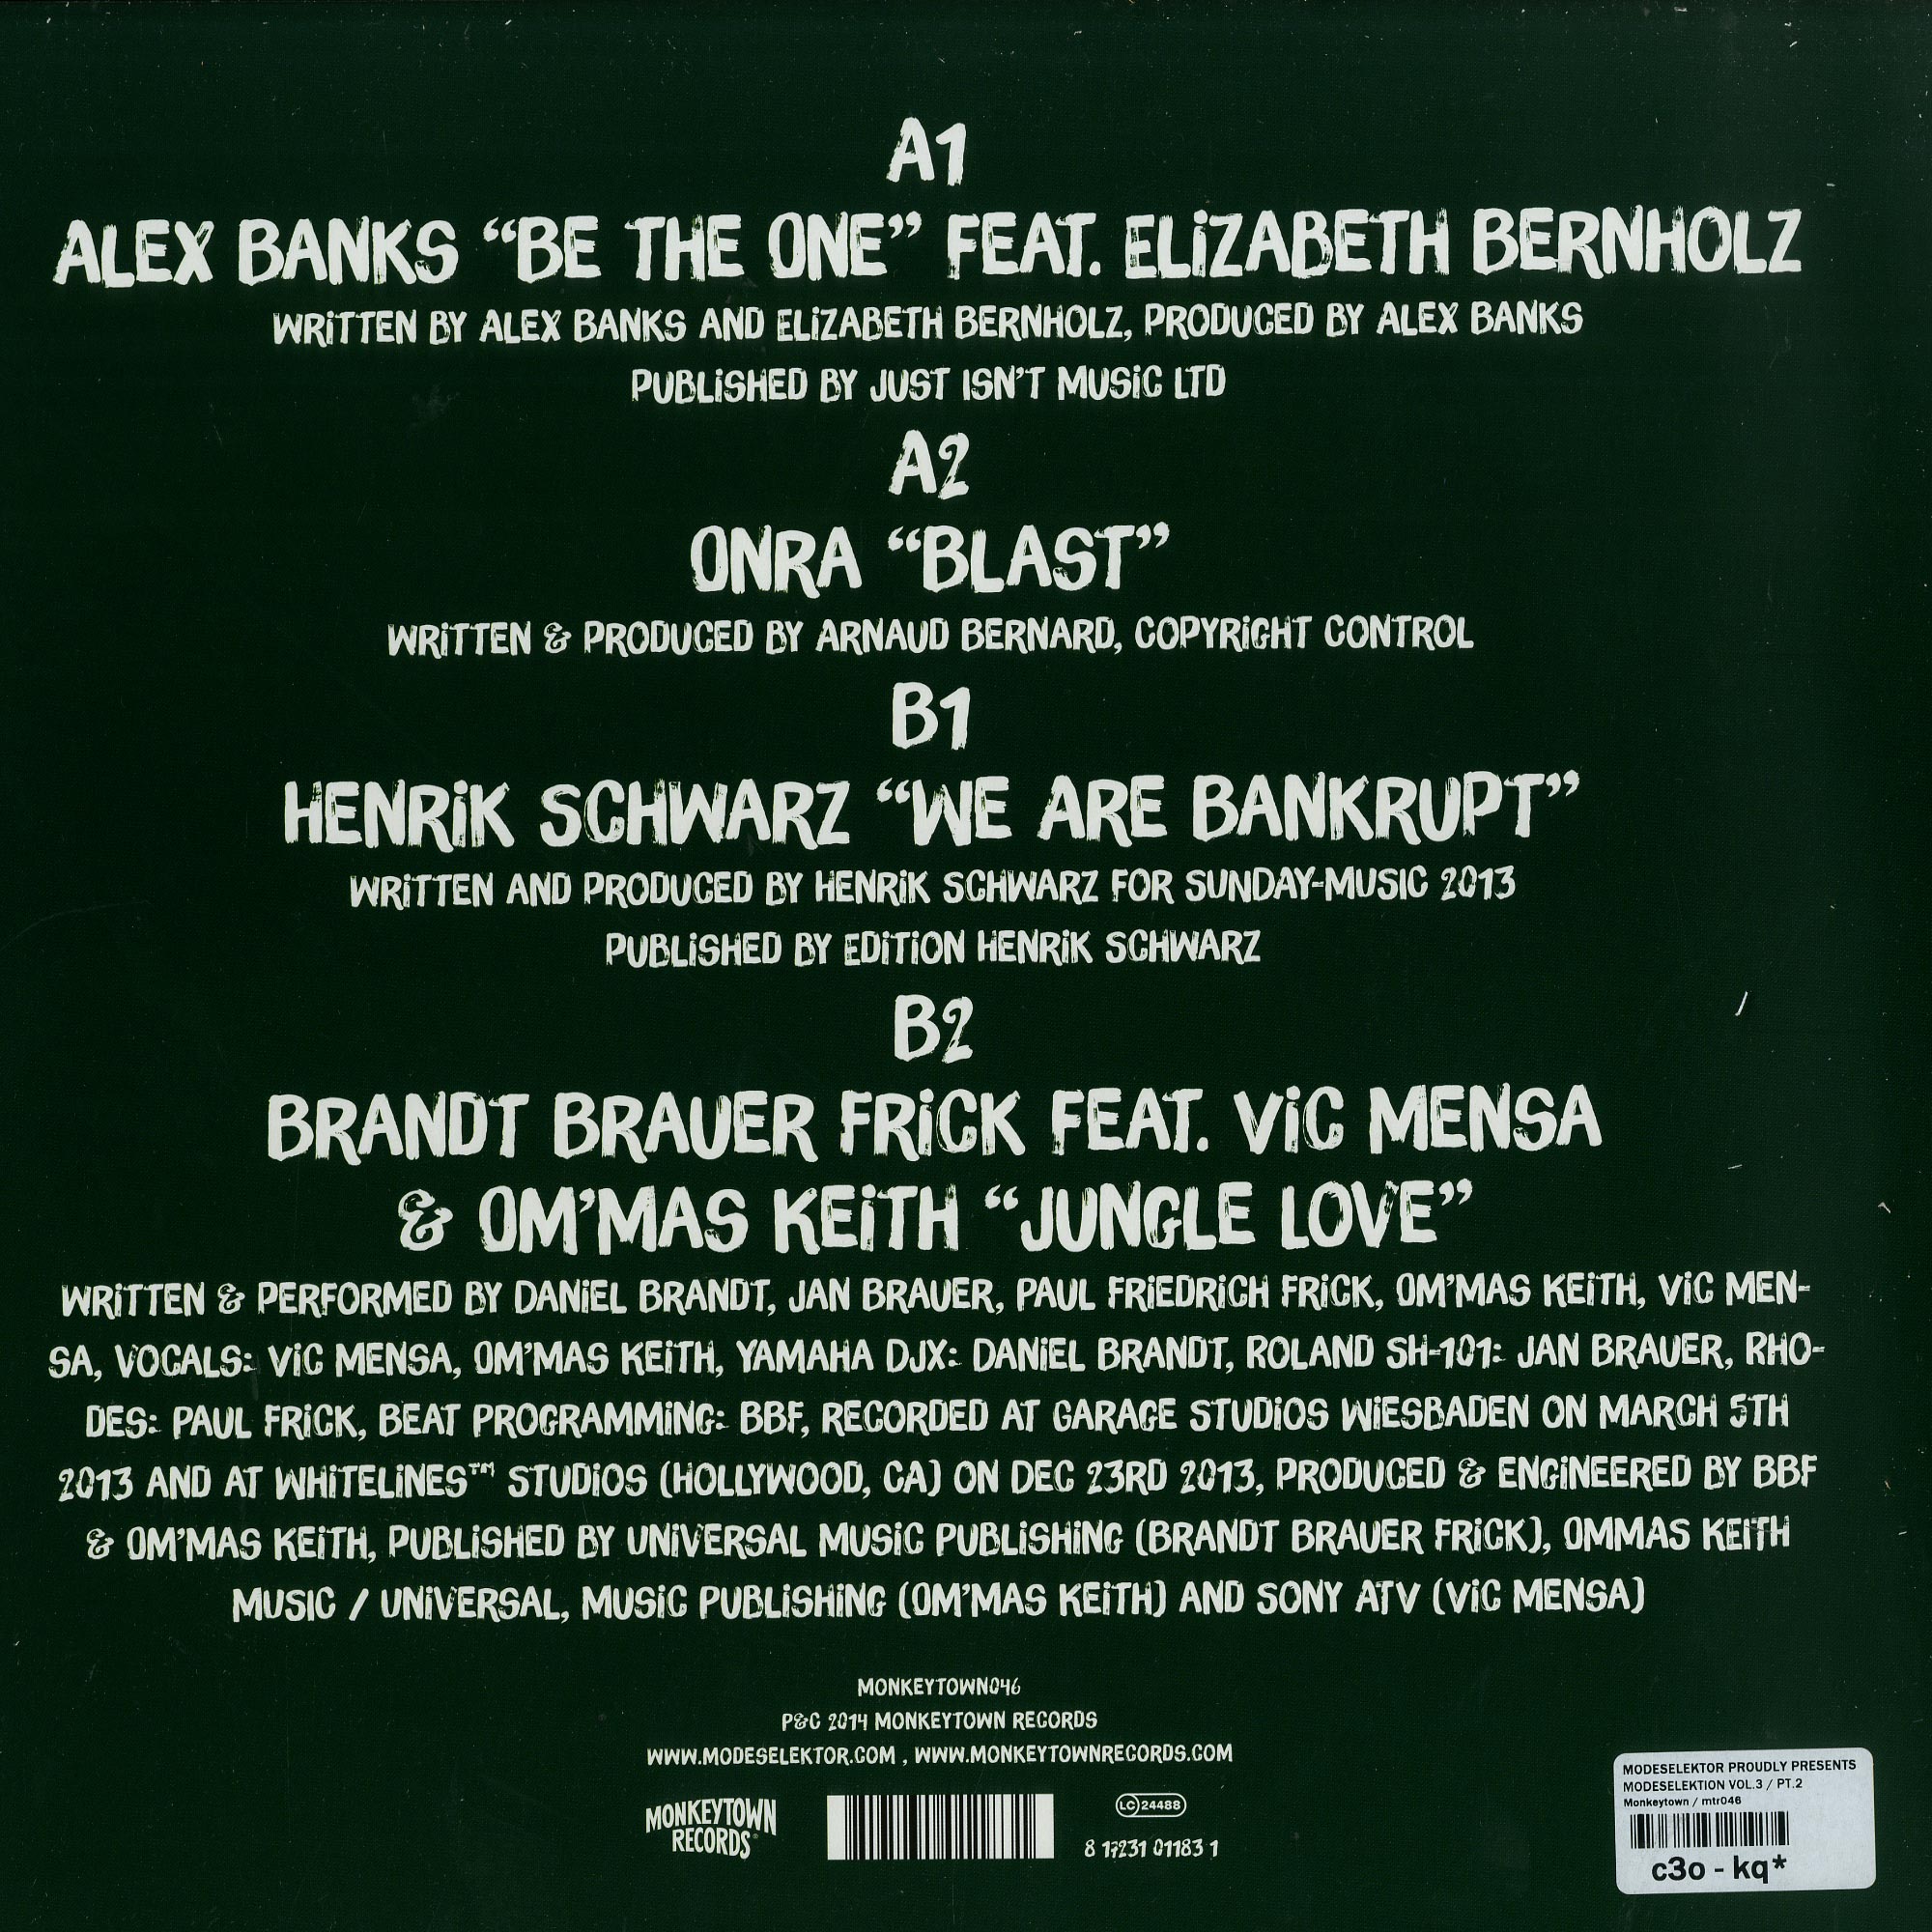 A1
ALEX BANKS “BE THE ONE” FEAT. ELIZABETH BERNHOLZ
WRITTEN BY ALEX BANKS AND ELIZABETH BERNHOLZ, PRODUCED BY ALEX BANKS
PUBLISHED BY JUST ISN’T MUSIC LTD
A2
ONRA “BLAST”
WRITTEN & PRODUCED BY ARNAUD BERNARD, COPYRIGHT CONTROL
B1
HENRIK SCHWARZ “WE ARE BANKRUPT”
WRITTEN AND PRODUCED BY HENRIK SCHWARZ FOR SUNDAY-MUSIC 2013
PUBLISHED BY EDITION HENRIK SCHWARZ
B2
BRANDT BRAUER FRICK FEAT. VIC MENSA
& OM’MAS KEITH “JUNGLE LOVE”
WRITTEN & PERFORMED BY DANIEL BRANDT, JAN BRAUER, PAUL FRIEDRICH FRICK, OM’MAS KEITH, VIC MEN-
SA, VOCALS: VIC MENSA, OM’MAS KEITH, YAMAHA DJX: DANIEL BRANDT, ROLAND SH-101: JAN BRAUER, RHO-
DES: PAUL FRICK, BEAT PROGRAMMING: BBF, RECORDED AT GARAGE STUDIOS WIESBADEN ON MARCH 5TH
2013 AND AT WHITELINES™ STUDIOS (HOLLYWOOD, CA) ON DEC 23RD 2013, PRODUCED & ENGINEERED BY BBF
& OM’MAS KEITH, PUBLISHED BY UNIVERSAL MUSIC PUBLISHING (BRANDT BRAUER FRICK), OMMAS KEITH
MUSIC / UNIVERSAL, MUSIC PUBLISHING (OM’MAS KEITH) AND SONY ATV (VIC MENSA)
MONKEYTOWN046
P&C 2014 MONKEYTOWN RECORDS
WWW.MODESELEKTOR.COM , WWW.MONKEYTOWNRECORDS.COM
MONKEYTOWN
RECORDS®
LC 24488
8 17231 01183 1
MODESELEKTOR PROUDLY PRESENTS
MODESELEKTION VOL.3 / PT.2
Monkeytown / mtr046
c3o - kq*